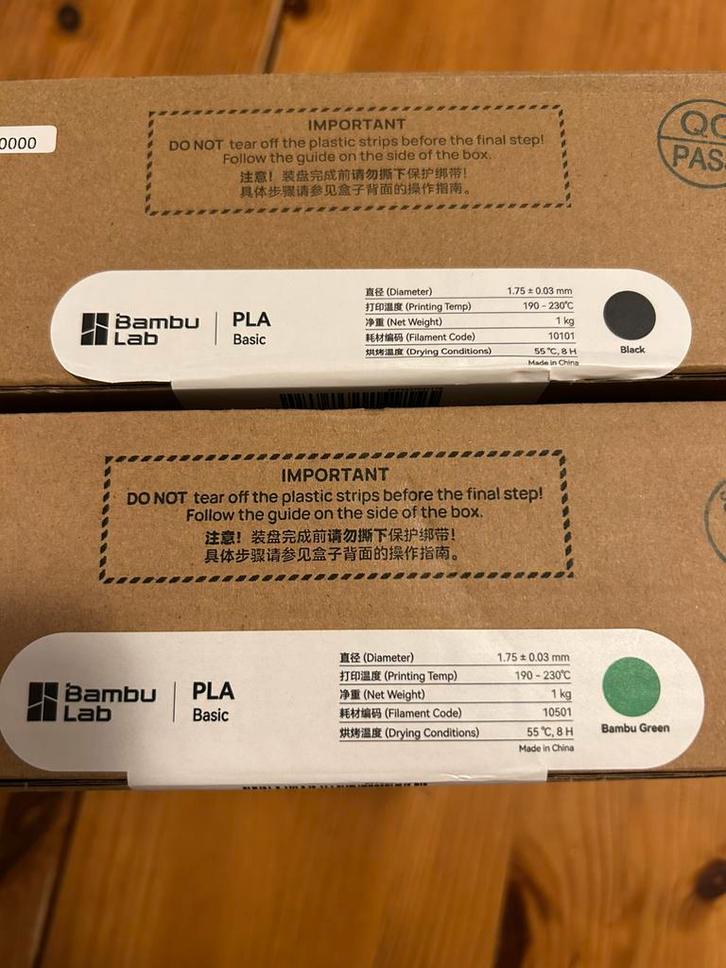 0000
IMPORTANT
DO NOT tear off the plastic strips before the final step!
Follow the guide on the side of the box.
注意！装盘完成前请勿撕下保护绑带！
具体步骤请参见盒子背面的操作指南。
Bambu
Lab
PLA
Basic
直径 (Diameter) 1.75 ± 0.03 mm
打印温度 (Printing Temp) 190 - 230℃
净重 (Net Weight) 1 kg
耗材编码 (Filament Code) 10101
烘烤温度 (Drying Conditions) 55 ℃, 8 H
Made in China
Black
IMPORTANT
DO NOT tear off the plastic strips before the final step!
Follow the guide on the side of the box.
注意！装盘完成前请勿撕下保护绑带！
具体步骤请参见盒子背面的操作指南。
Bambu
Lab
PLA
Basic
直径 (Diameter) 1.75 ± 0.03 mm
打印温度 (Printing Temp) 190 - 230℃
净重 (Net Weight) 1 kg
耗材编码 (Filament Code) 10501
烘烤温度 (Drying Conditions) 55 ℃, 8 H
Made in China
Bambu Green